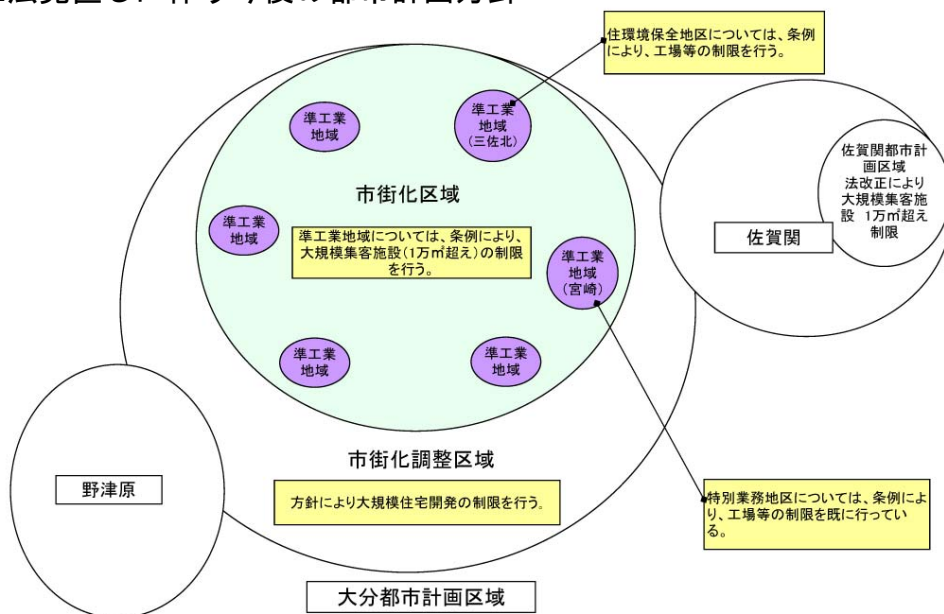 今後の都市計画方針
住環境保全地区については、条例
により、工場等の制限を行う。
準工業
地域
準工業
地域
(三佐北)
佐賀関都市計
画区域
法改正により
大規模集客施
設 1万㎡超え
制限
市街化区域
準工業
地域
準工業地域については、条例により、
大規模集客施設(1万㎡超え)の制限
を行う。
佐賀関
準工業
地域
(宮崎)
準工業
地域
準工業
地域
市街化調整区域
野津原
方針により大規模住宅開発の制限を行う。
特別業務地区については、条例によ
り、工場等の制限を既に行ってい
る。
大分都市計画区域